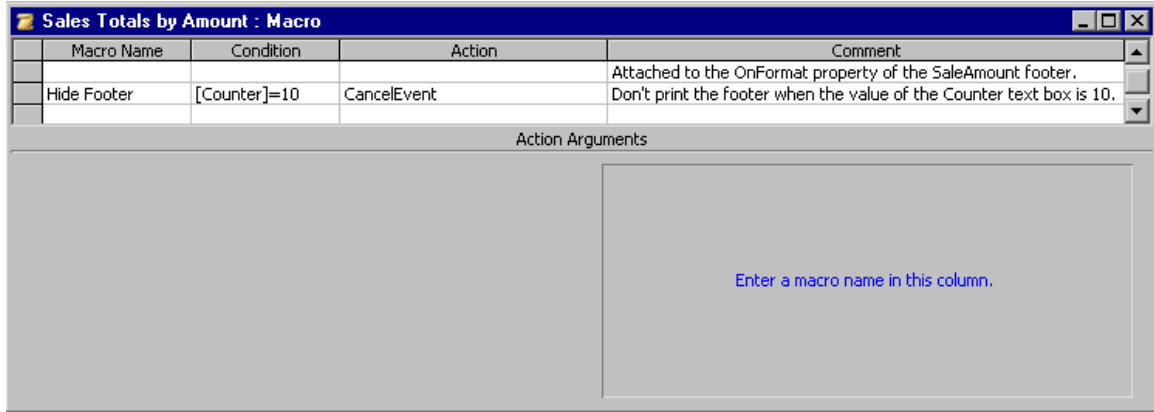 Sales Totals by Amount : Macro
Macro Name Condition Action Comment
Attached to the OnFormat property of the SaleAmount footer.
Hide Footer [Counter]=10 CancelEvent Don't print the footer when the value of the Counter text box is 10.
Action Arguments
Enter a macro name in this column.